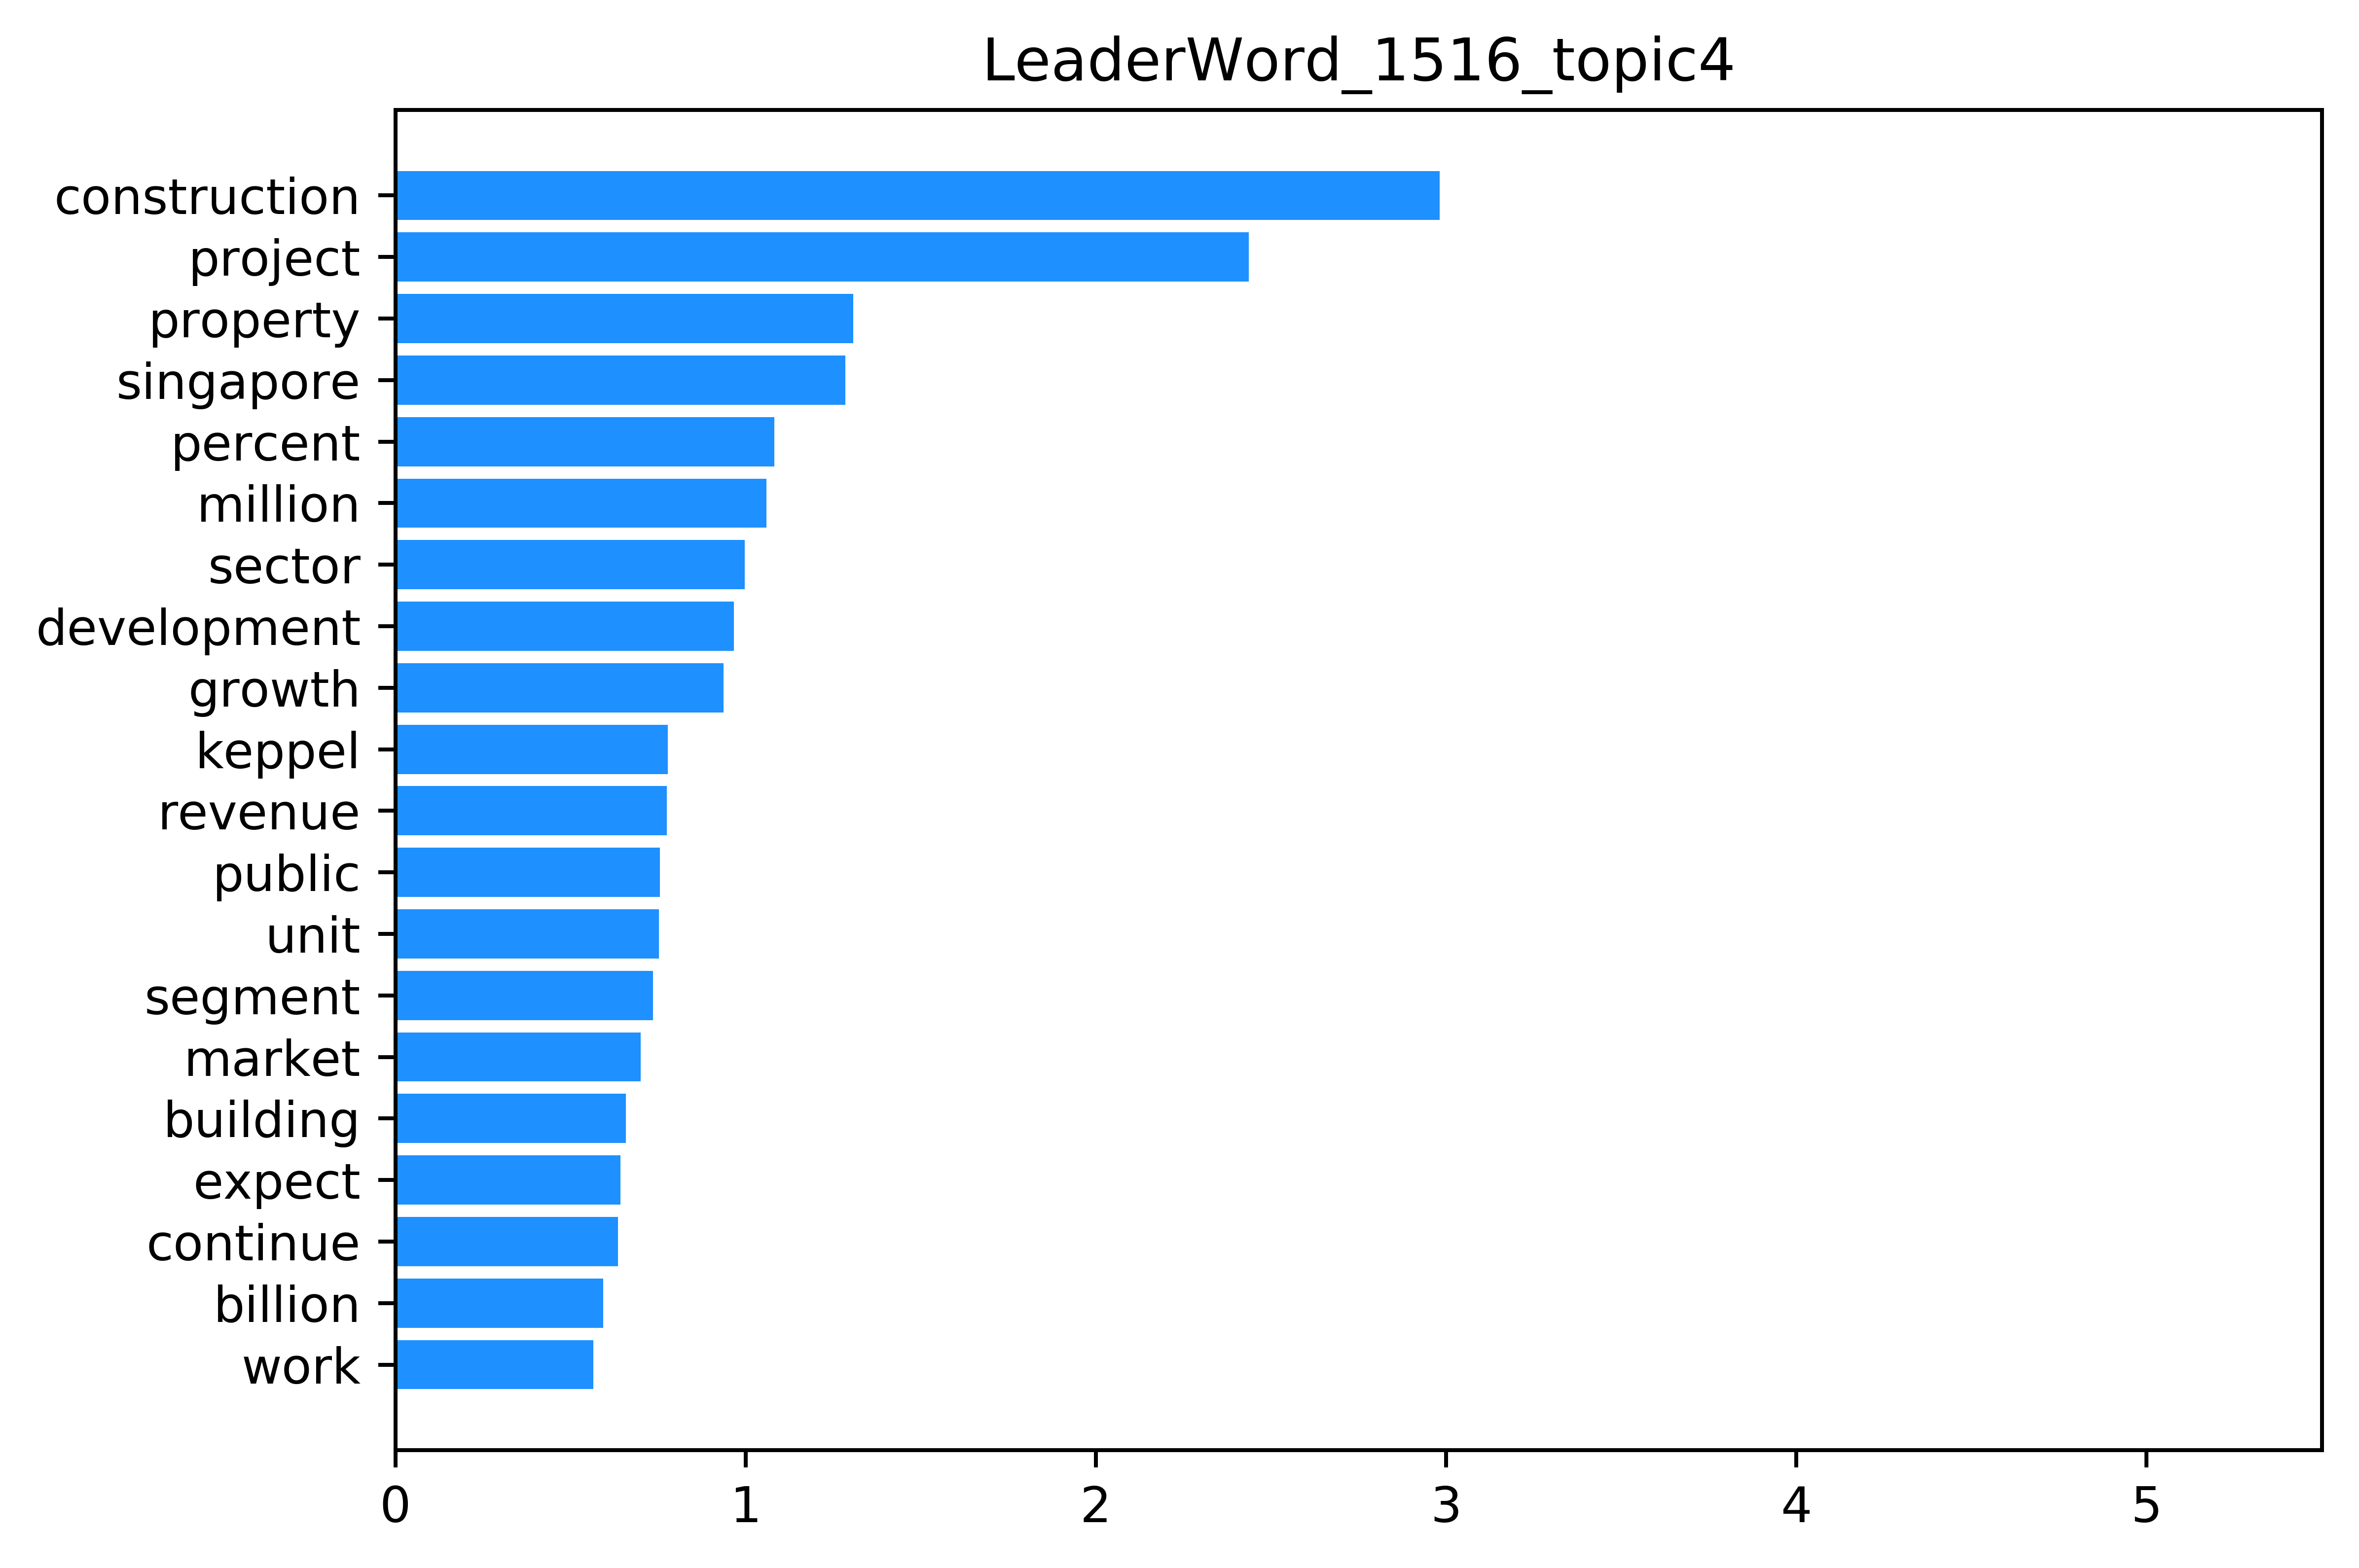 LeaderWord_1516_topic4
construction
project
property
singapore
percent
million
sector
development
growth
keppel
revenue
public
unit
segment
market
building
expect
continue
billion
work
0 1 2 3 4 5